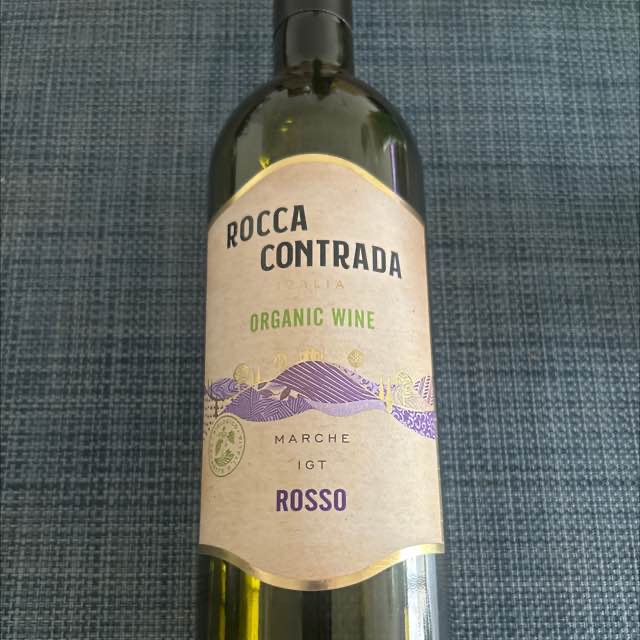 ROCCA
CONTRADA
ITALIA
ORGANIC WINE
MARCHE
IGT
ROSSO